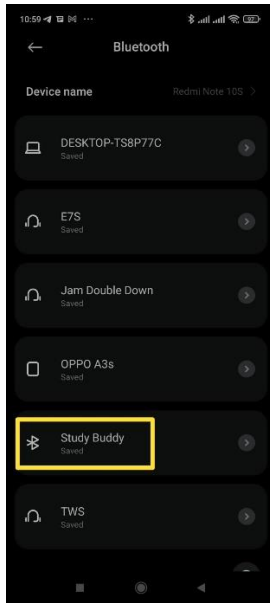 10:59
Bluetooth
Device name Redmi Note 10S
DESKTOP-TS8P77C
Saved
E7S
Saved
Jam Double Down
Saved
OPPO A3s
Saved
Study Buddy
Saved
TWS
Saved